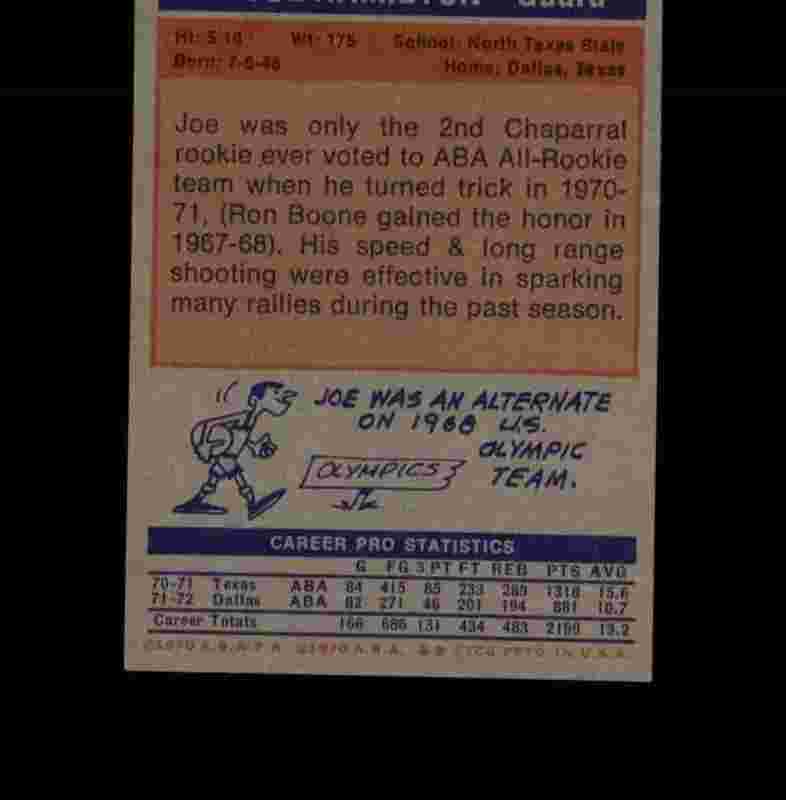 Guard
Ht: 5-10 Wt: 175 School: North Texas State
Born: 7-5-46 Home: Dallas, Texas
Joe was only the 2nd Chaparral
rookie ever voted to ABA All-Rookie
team when he turned trick in 1970-
71, (Ron Boone gained the honor in
1967-68). His speed & long range
shooting were effective in sparking
many rallies during the past season.
JOE WAS AN ALTERNATE
ON 1968 U.S.
OLYMPIC
TEAM.
OLYMPICS
CAREER PRO STATISTICS
G FG 3 PT FT REB PTS AVG
70-71 Texas ABA 84 415 85 233 289 1318 15.6
71-72 Dallas ABA 82 271 46 201 194 881 10.7
Career Totals 166 686 131 434 483 2199 13.2